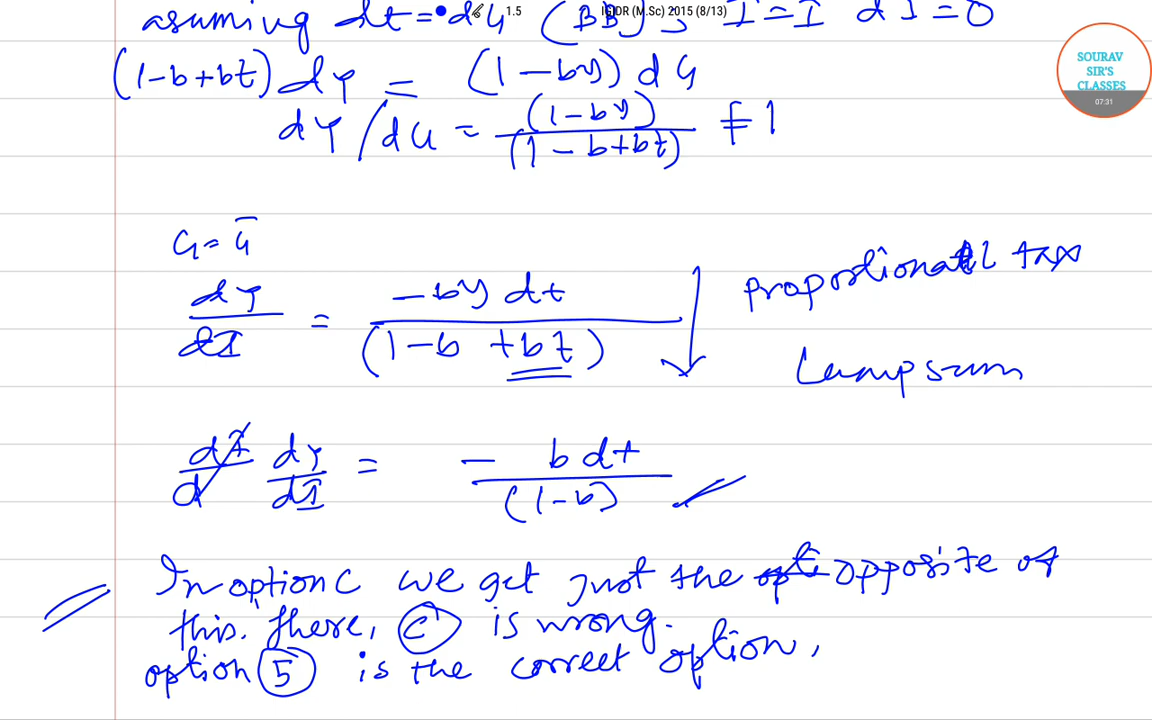 asuming dt = dG (BB), I = I dI = 0
1.5
IGIDR (M.Sc) 2015 (8/13)
SOURAV
SIR'S
CLASSES
07:31
(1-b+bt) dY = (1-by) dG
dY/dG = (1-by) / (1-b+bt) ≠ 1
G = G̅
dY/dI = -by dt / (1-b+bt) ↓ proportional tax
Lumpsum
dY/dI = - b dt / (1-b)
In option C we get just the opposite of
this. there, (C) is wrong.
option (5) is the correct option,